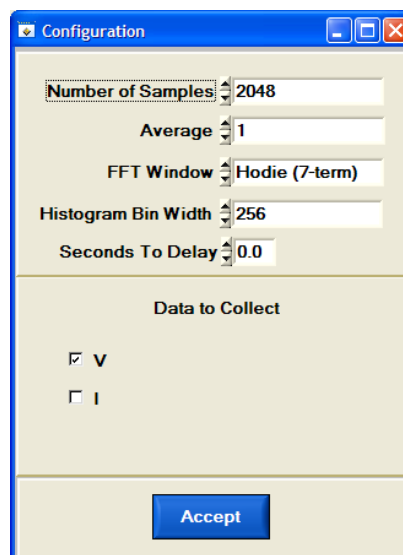 Configuration
Number of Samples 2048
Average 1
FFT Window Hodie (7-term)
Histogram Bin Width 256
Seconds To Delay 0.0
Data to Collect
V
I
Accept